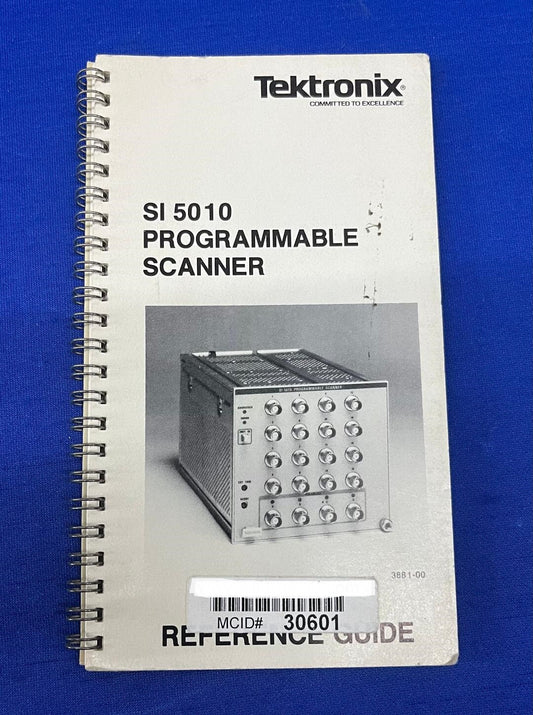 Tektronix®
COMMITTED TO EXCELLENCE
SI 5010
PROGRAMMABLE
SCANNER
SI 5010 PROGRAMMABLE SCANNER
3881-00
MCID# 30601
REFERENCE GUIDE